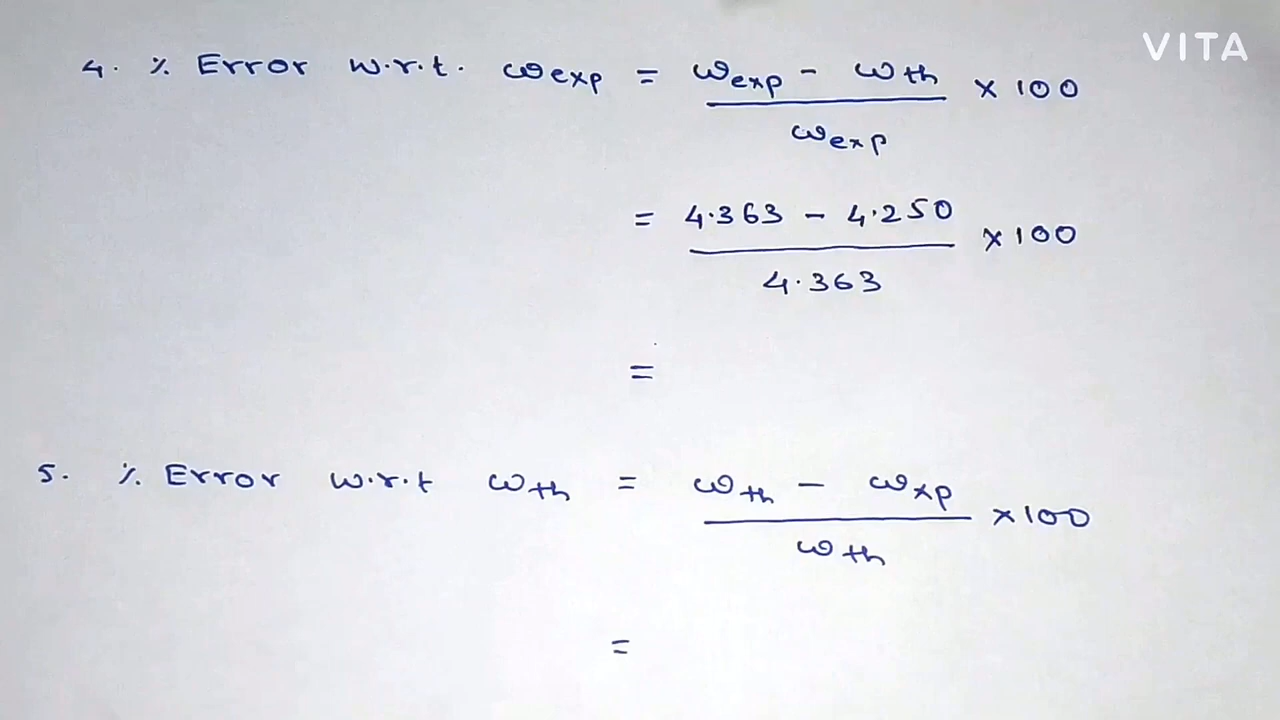 VITA
4. % Error w.r.t. ωexp = ωexp - ωth / ωexp × 100
= 4.363 - 4.250 / 4.363 × 100
=
5. % Error w.r.t ωth = ωth - ωxp / ωth ×100
=